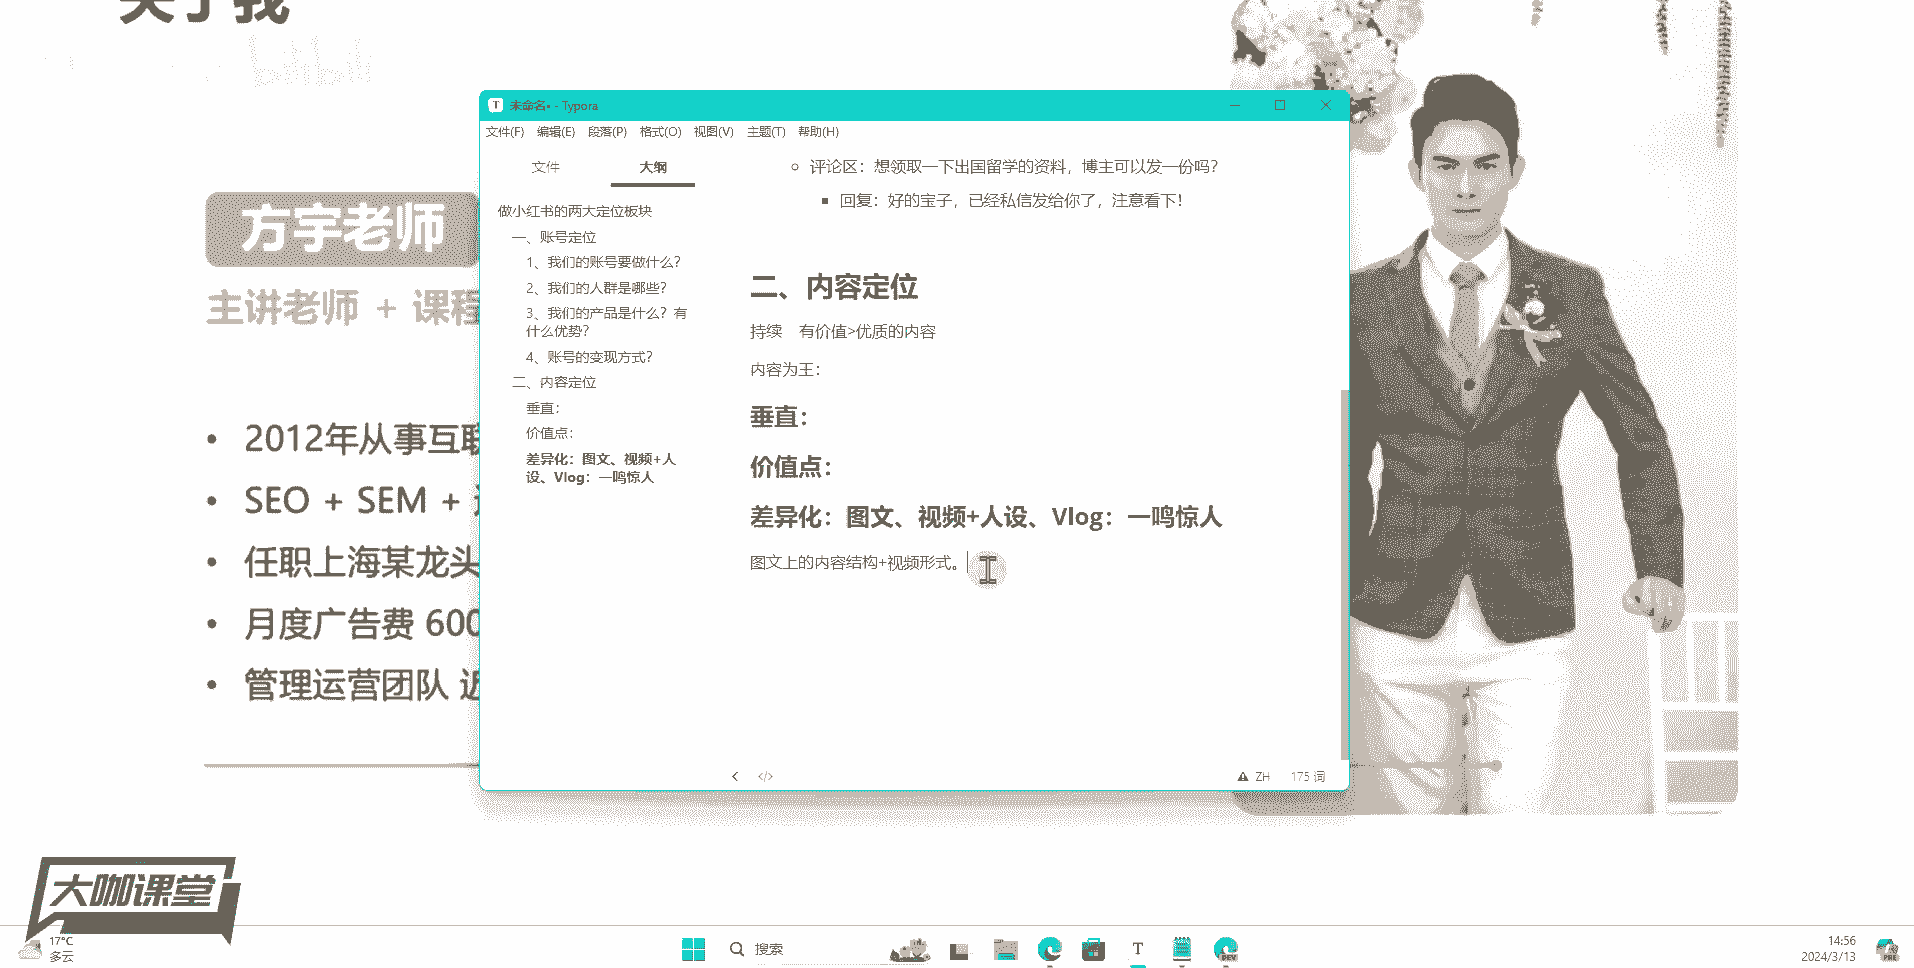 关于我
bilibili
方宇老师
主讲老师 + 课程
• 2012年从事互联
• SEO + SEM +
• 任职上海某龙头
• 月度广告费 600
• 管理运营团队 近
未命名• - Typora
文件(F) 编辑(E) 段落(P) 格式(O) 视图(V) 主题(T) 帮助(H)
文件 大纲
做小红书的两大定位板块
一、账号定位
1、我们的账号要做什么？
2、我们的人群是哪些？
3、我们的产品是什么？有
什么优势？
4、账号的变现方式？
二、内容定位
垂直：
价值点：
差异化：图文、视频+人
设、Vlog：一鸣惊人
评论区：想领取一下出国留学的资料，博主可以发一份吗？
回复：好的宝子，已经私信发给你了，注意看下！
二、内容定位
持续 有价值>优质的内容
内容为王：
垂直：
价值点：
差异化：图文、视频+人设、Vlog：一鸣惊人
图文上的内容结构+视频形式。
ZH 175 词
大咖课堂
17°C
多云
搜索
T
DEV
14:56
2024/3/13
PRE